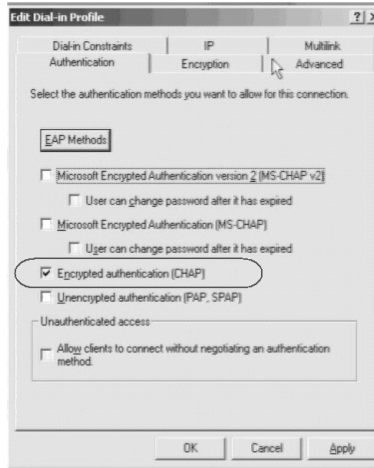 Edit Dial-in Profile
Dial-in Constraints IP Multilink
Authentication Encryption Advanced
Select the authentication methods you want to allow for this connection.
EAP Methods
Microsoft Encrypted Authentication version 2 (MS-CHAP v2)
User can change password after it has expired
Microsoft Encrypted Authentication (MS-CHAP)
User can change password after it has expired
Encrypted authentication (CHAP)
Unencrypted authentication (PAP, SPAP)
Unauthenticated access
Allow clients to connect without negotiating an authentication
method.
OK Cancel Apply